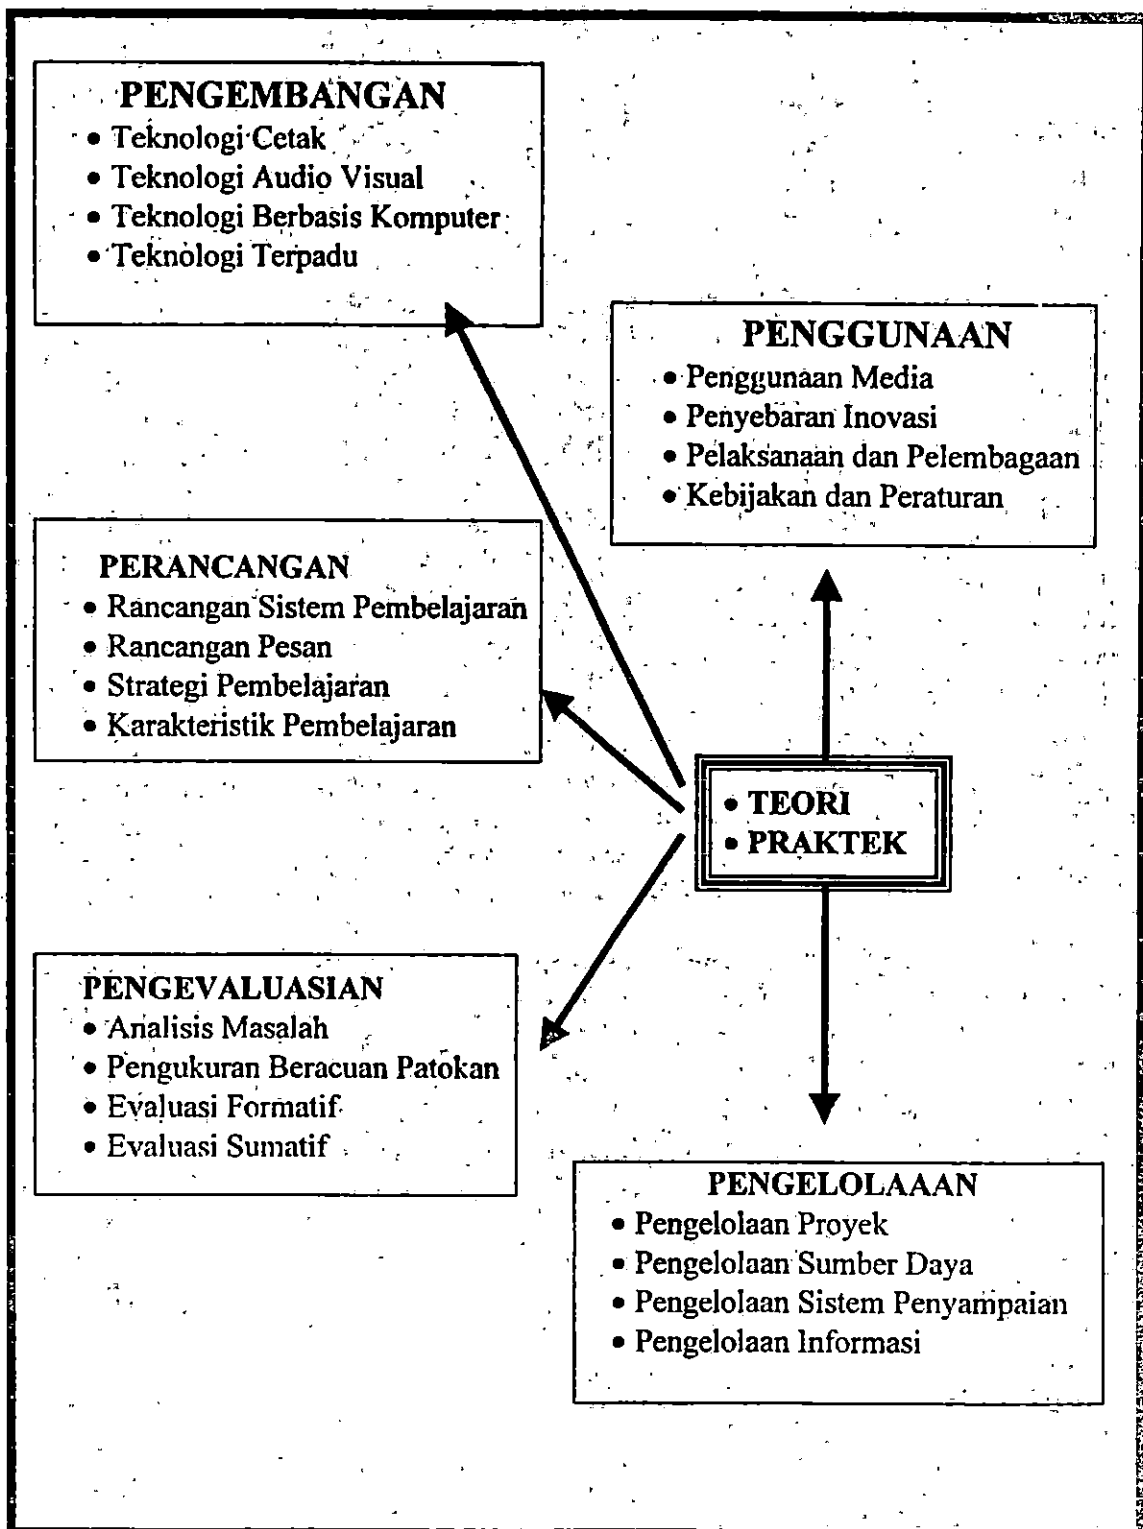 PENGEMBANGAN
• Teknologi Cetak
• Teknologi Audio Visual
• Teknologi Berbasis Komputer
• Teknologi Terpadu
PENGGUNAAN
• Penggunaan Media
• Penyebaran Inovasi
• Pelaksanaan dan Pelembagaan
• Kebijakan dan Peraturan
PERANCANGAN
• Rancangan Sistem Pembelajaran
• Rancangan Pesan
• Strategi Pembelajaran
• Karakteristik Pembelajaran
• TEORI
• PRAKTEK
PENGEVALUASIAN
• Analisis Masalah
• Pengukuran Beracuan Patokan
• Evaluasi Formatif
• Evaluasi Sumatif
PENGELOLAAAN
• Pengelolaan Proyek
• Pengelolaan Sumber Daya
• Pengelolaan Sistem Penyampaian
• Pengelolaan Informasi